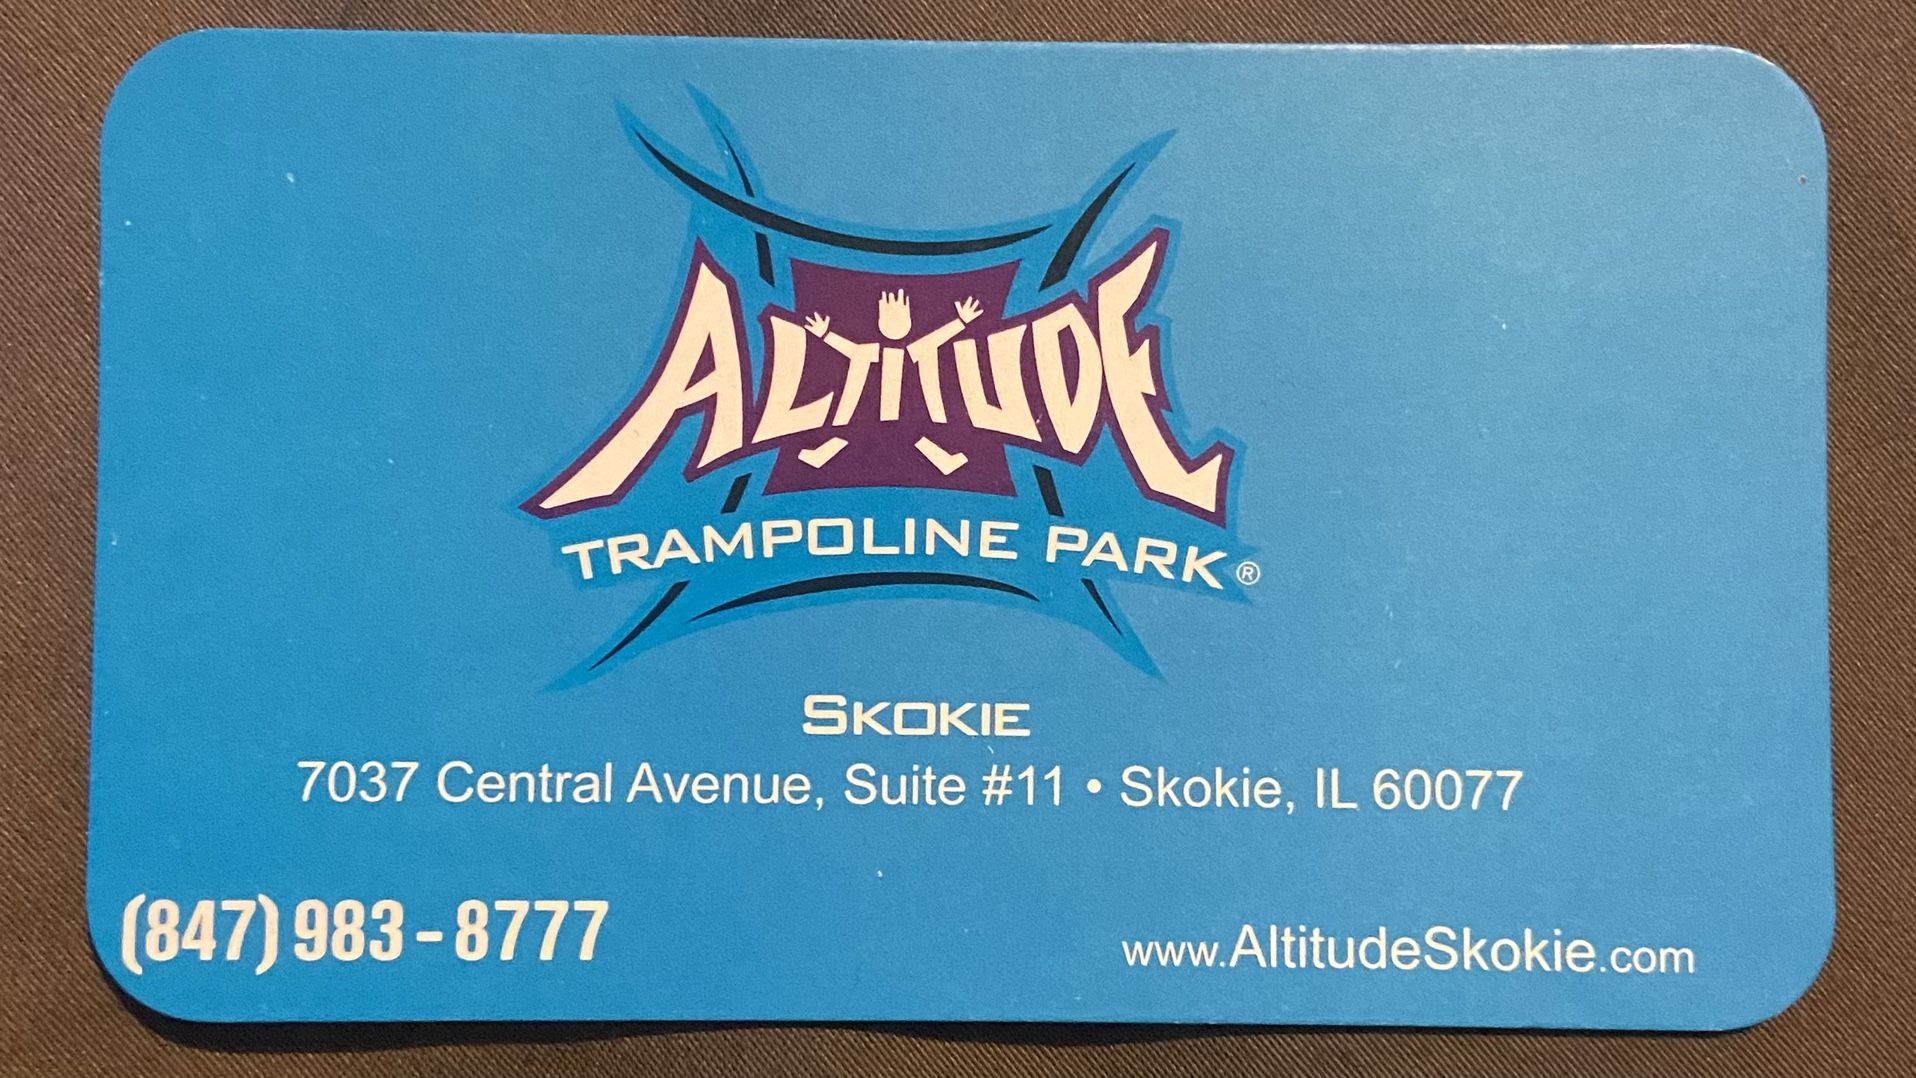 ALTITUDE
TRAMPOLINE PARK®
SKOKIE
7037 Central Avenue, Suite #11 • Skokie, IL 60077
(847) 983-8777
www.AltitudeSkokie.com